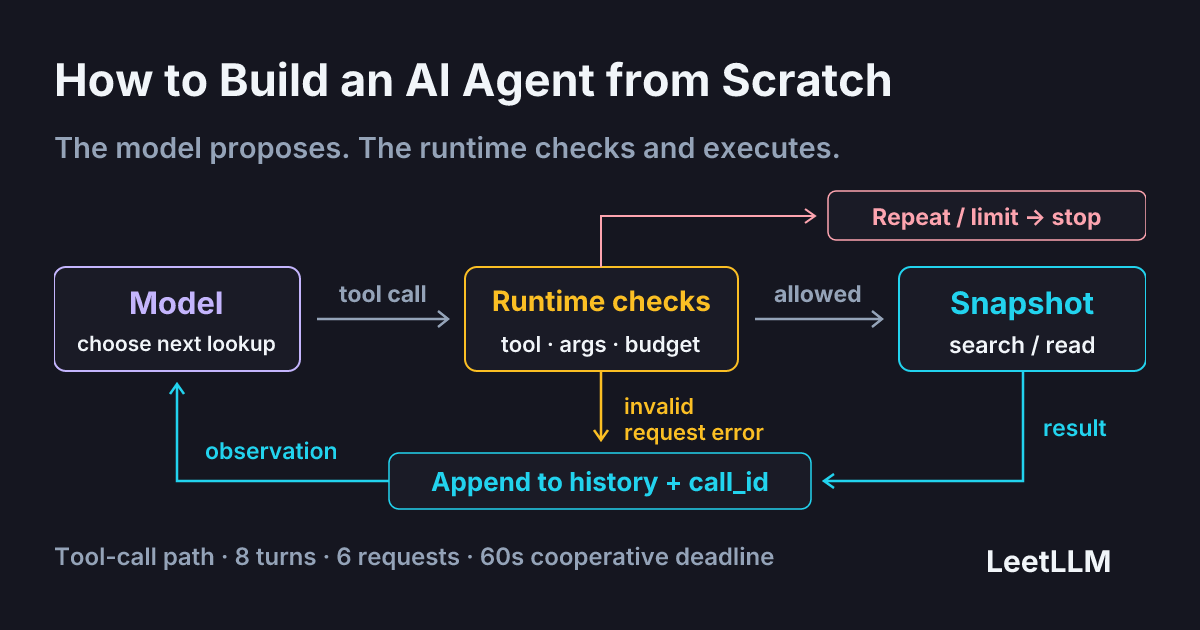 How to Build an AI Agent from Scratch
The model proposes. The runtime checks and executes.
Repeat / limit → stop
Model
choose next lookup
tool call
Runtime checks
tool · args · budget
allowed
Snapshot
search / read
invalid
request error
result
observation
Append to history + call_id
Tool-call path · 8 turns · 6 requests · 60s cooperative deadline
LeetLLM